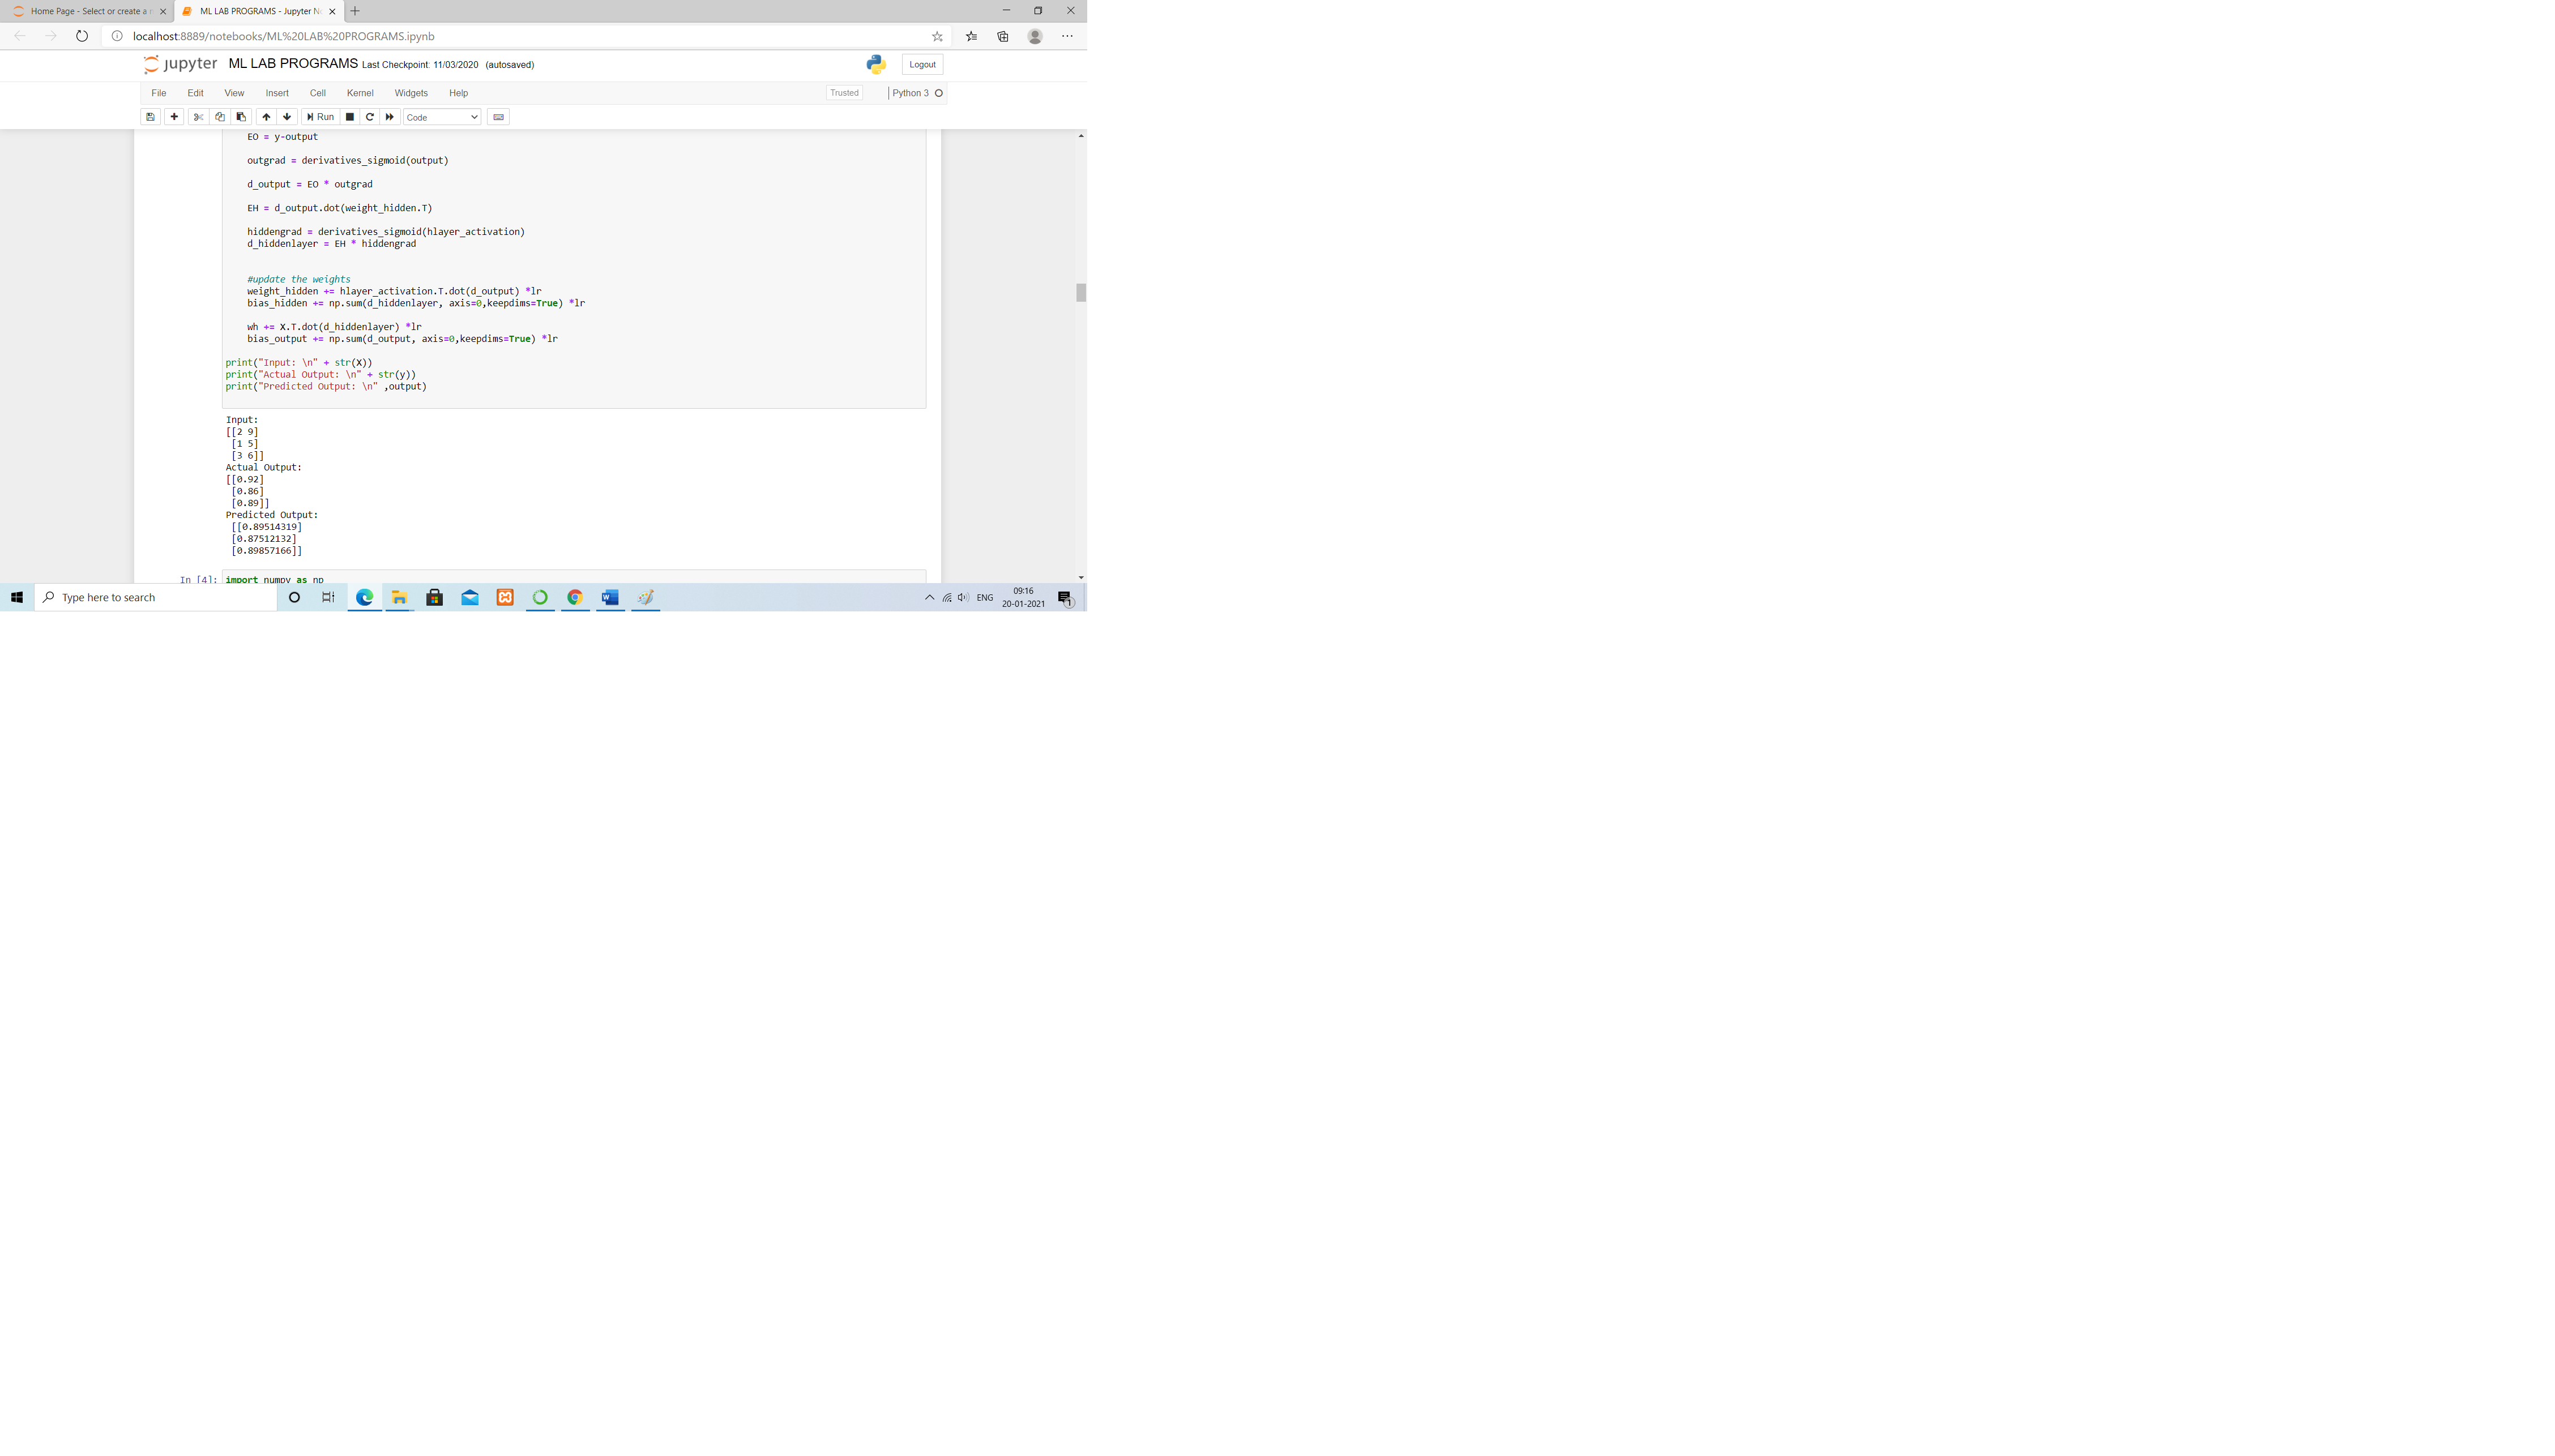 Home Page - Select or create a
ML LAB PROGRAMS - Jupyter N
localhost:8889/notebooks/ML%20LAB%20PROGRAMS.ipynb
jupyter ML LAB PROGRAMS Last Checkpoint: 11/03/2020 (autosaved)
Logout
File Edit View Insert Cell Kernel Widgets Help
Trusted
Python 3
Run
Code
EO = y-output
outgrad = derivatives_sigmoid(output)
d_output = EO * outgrad
EH = d_output.dot(weight_hidden.T)
hiddengrad = derivatives_sigmoid(hlayer_activation)
d_hiddenlayer = EH * hiddengrad
#update the weights
weight_hidden += hlayer_activation.T.dot(d_output) *lr
bias_hidden += np.sum(d_hiddenlayer, axis=0,keepdims=True) *lr
wh += X.T.dot(d_hiddenlayer) *lr
bias_output += np.sum(d_output, axis=0,keepdims=True) *lr
print("Input: \n" + str(X))
print("Actual Output: \n" + str(y))
print("Predicted Output: \n" ,output)
Input:
[[2 9]
[1 5]
[3 6]]
Actual Output:
[[0.92]
[0.86]
[0.89]]
Predicted Output:
[[0.89514319]
[0.87512132]
[0.89857166]]
In [4]: import numpy as np
Type here to search
ENG
09:16
20-01-2021
1